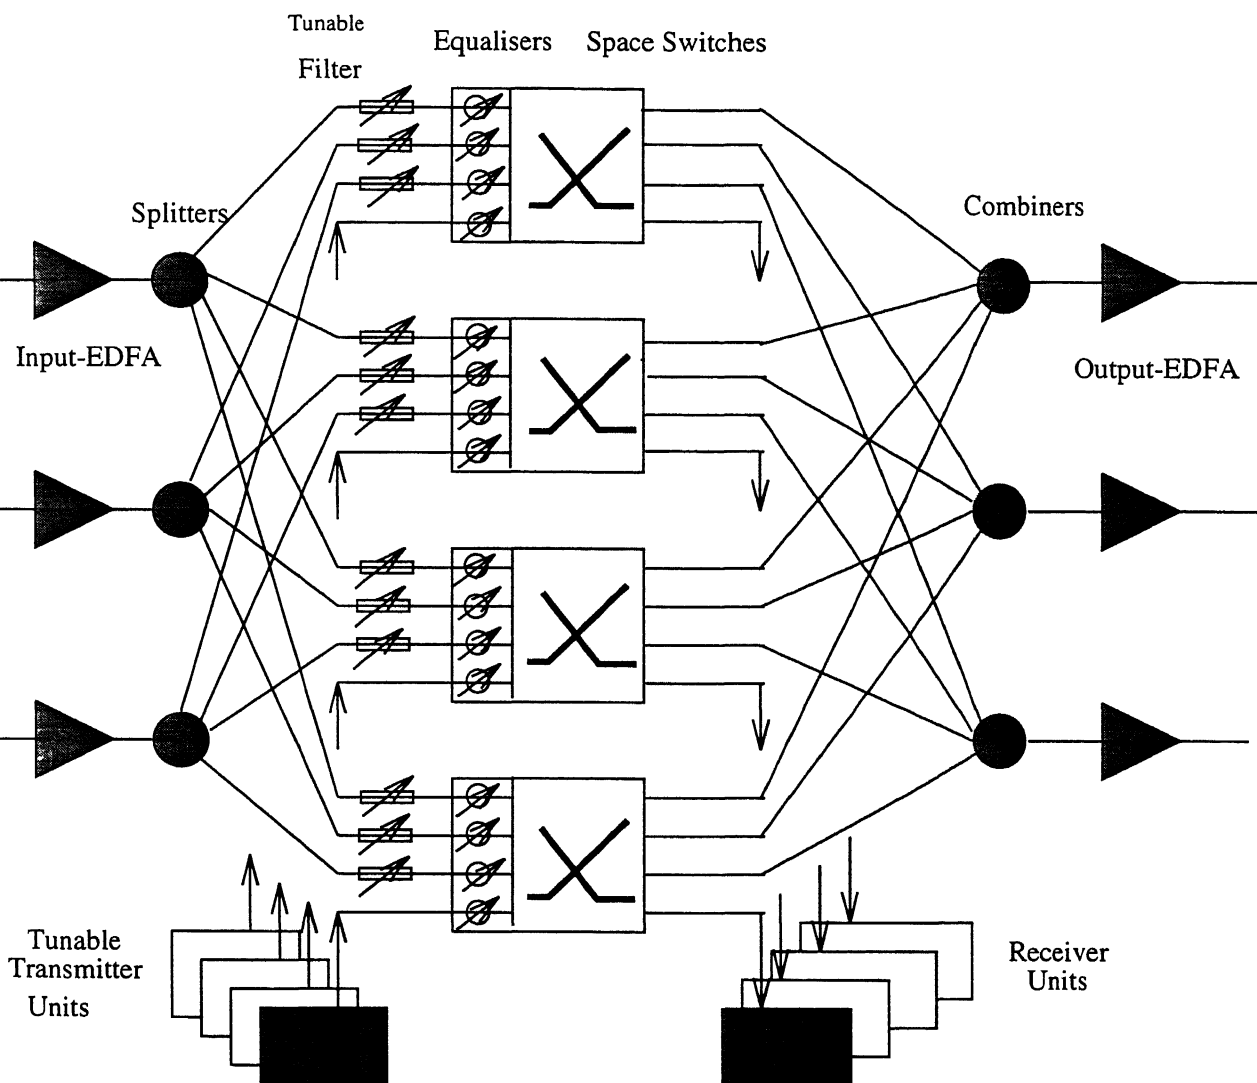 Tunable
Filter
Equalisers
Space Switches
Splitters
Combiners
Input-EDFA
Output-EDFA
Tunable
Transmitter
Units
Receiver
Units